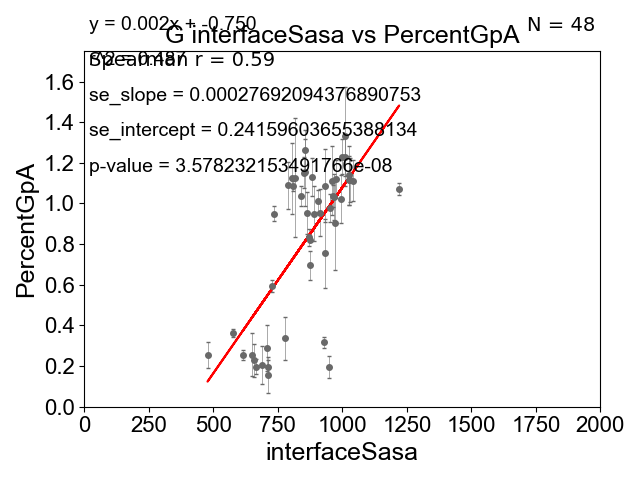 y = 0.002x + -0.750
N = 48
G interfaceSasa vs PercentGpA
Spearman r = 0.59
se_slope = 0.00027692094376890753
se_intercept = 0.24159603655388134
p-value = 3.578232153491766e-08
PercentGpA
1.6
1.4
1.2
1.0
0.8
0.6
0.4
0.2
0.0
0 250 500 750 1000 1250 1500 1750 2000
interfaceSasa